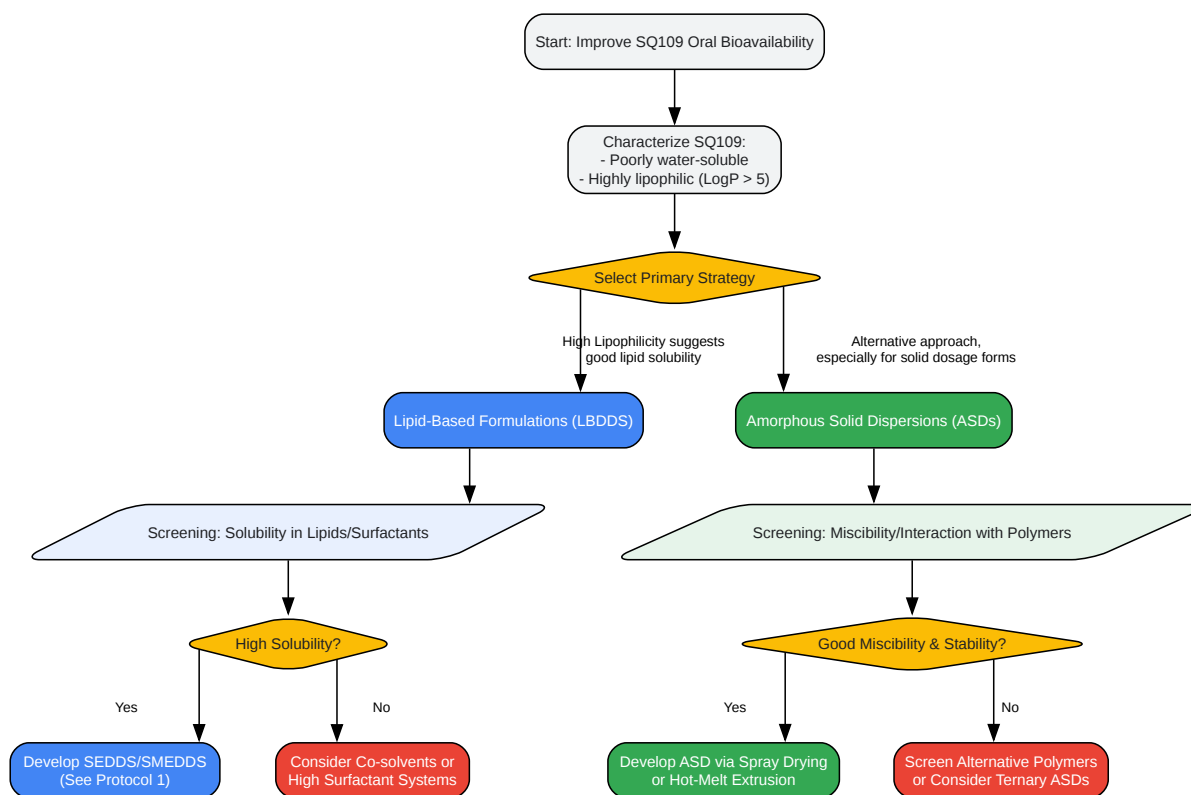 Start: Improve SQ109 Oral Bioavailability
Characterize SQ109:
- Poorly water-soluble
- Highly lipophilic (LogP > 5)
Select Primary Strategy
High Lipophilicity suggests
good lipid solubility
Alternative approach,
especially for solid dosage forms
Lipid-Based Formulations (LBDDS)
Amorphous Solid Dispersions (ASDs)
Screening: Solubility in Lipids/Surfactants
Screening: Miscibility/Interaction with Polymers
High Solubility?
Good Miscibility & Stability?
Yes
No
Yes
No
Develop SEDDS/SMEDDS
(See Protocol 1)
Consider Co-solvents or
High Surfactant Systems
Develop ASD via Spray Drying
or Hot-Melt Extrusion
Screen Alternative Polymers
or Consider Ternary ASDs